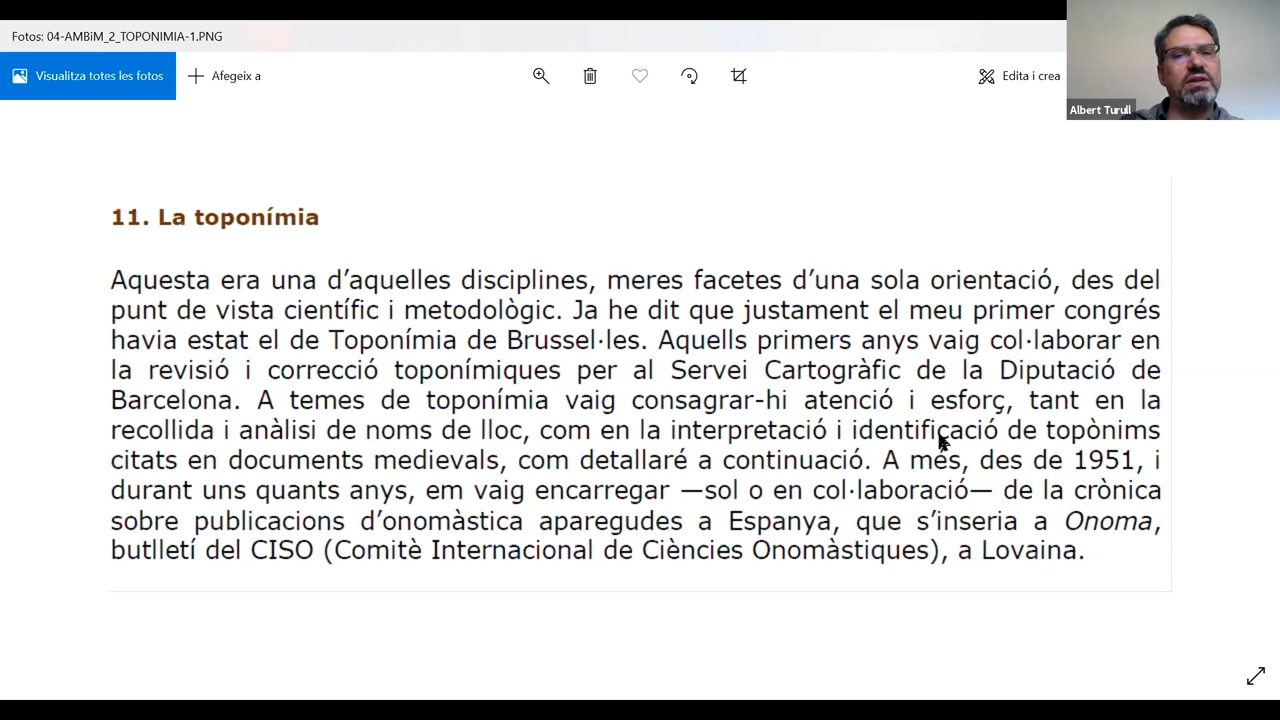 Fotos: 04-AMBiM_2_TOPONIMIA-1.PNG
Visualitza totes les fotos
Afegeix a
Edita i crea
Albert Turull
11. La toponímia
Aquesta era una d’aquelles disciplines, meres facetes d’una sola orientació, des del
punt de vista científic i metodològic. Ja he dit que justament el meu primer congrés
havia estat el de Toponímia de Brussel·les. Aquells primers anys vaig col·laborar en
la revisió i correcció toponímiques per al Servei Cartogràfic de la Diputació de
Barcelona. A temes de toponímia vaig consagrar-hi atenció i esforç, tant en la
recollida i anàlisi de noms de lloc, com en la interpretació i identificació de topònims
citats en documents medievals, com detallaré a continuació. A més, des de 1951, i
durant uns quants anys, em vaig encarregar —sol o en col·laboració— de la crònica
sobre publicacions d’onomàstica aparegudes a Espanya, que s’inseria a Onoma,
butlletí del CISO (Comitè Internacional de Ciències Onomàstiques), a Lovaina.